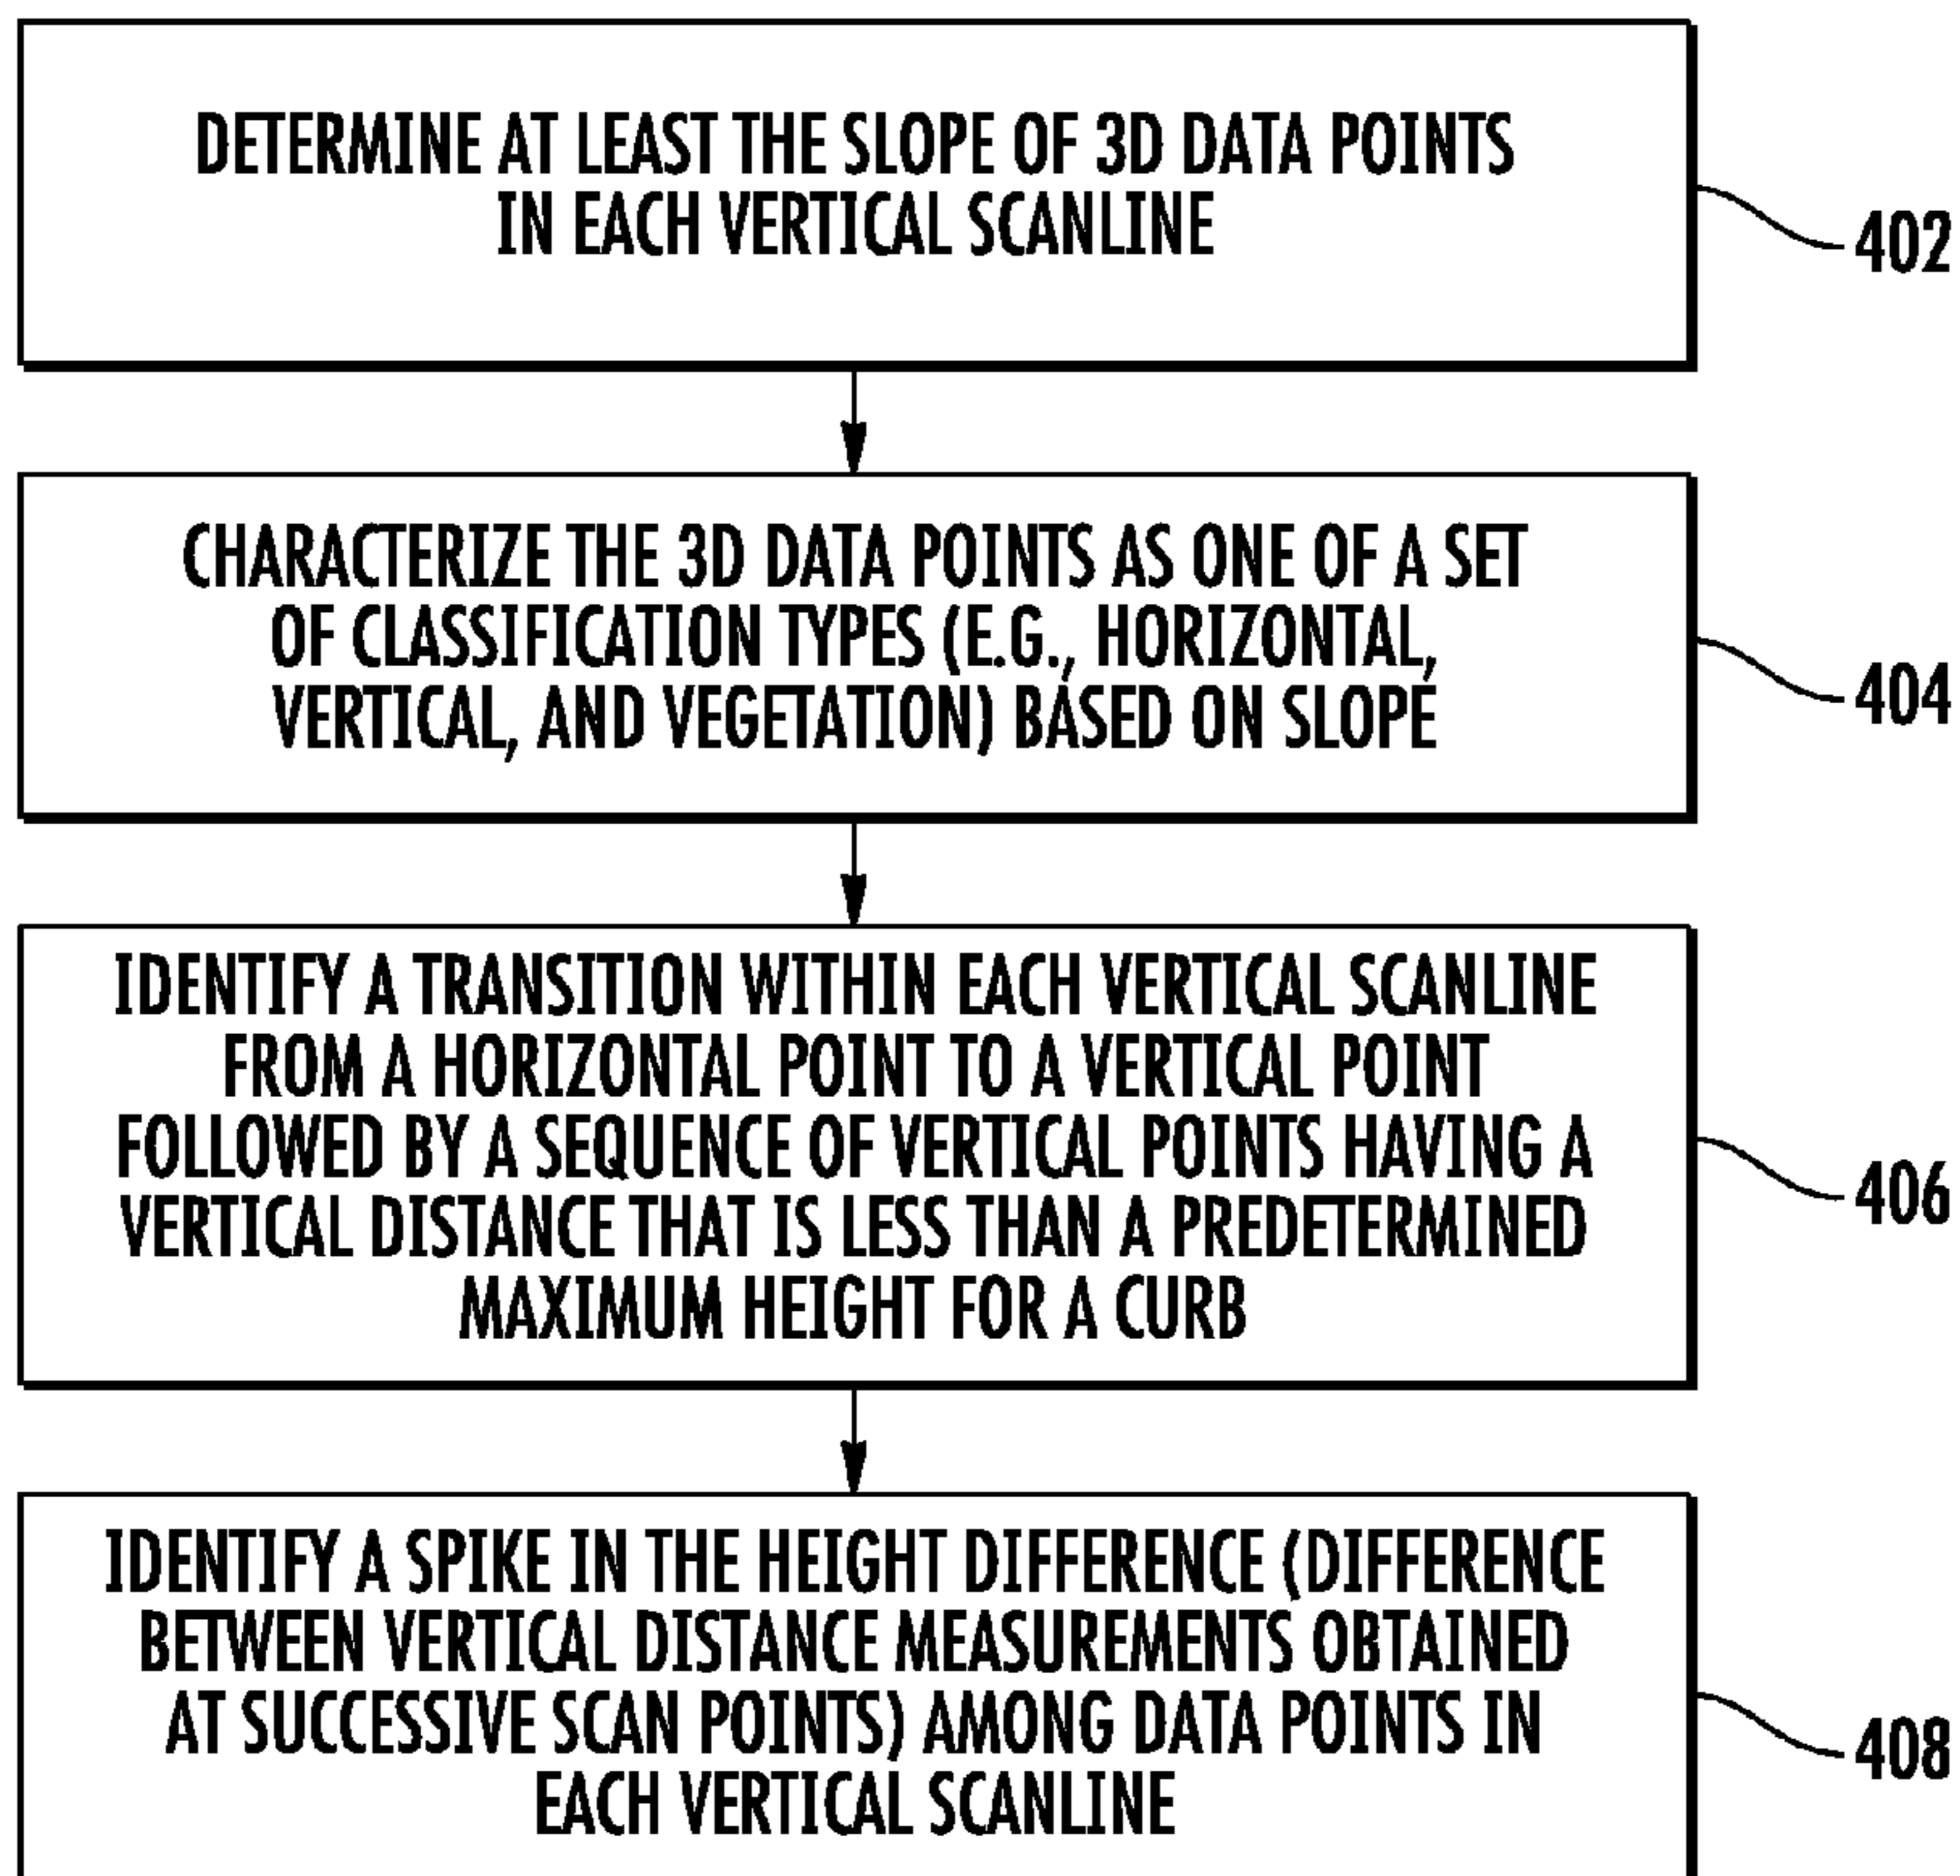 DETERMINE AT LEAST THE SLOPE OF 3D DATA POINTS
IN EACH VERTICAL SCANLINE
402
CHARACTERIZE THE 3D DATA POINTS AS ONE OF A SET
OF CLASSIFICATION TYPES (E.G., HORIZONTAL,
VERTICAL, AND VEGETATION) BASED ON SLOPE
404
IDENTIFY A TRANSITION WITHIN EACH VERTICAL SCANLINE
FROM A HORIZONTAL POINT TO A VERTICAL POINT
FOLLOWED BY A SEQUENCE OF VERTICAL POINTS HAVING A
VERTICAL DISTANCE THAT IS LESS THAN A PREDETERMINED
MAXIMUM HEIGHT FOR A CURB
406
IDENTIFY A SPIKE IN THE HEIGHT DIFFERENCE (DIFFERENCE
BETWEEN VERTICAL DISTANCE MEASUREMENTS OBTAINED
AT SUCCESSIVE SCAN POINTS) AMONG DATA POINTS IN
EACH VERTICAL SCANLINE
408